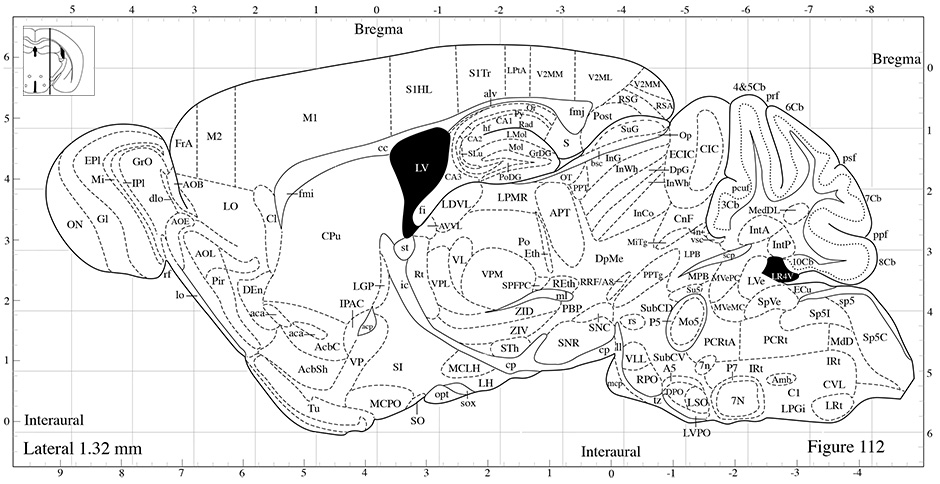 5 4 3 2 1 0 -1 -2 -3 -4 -5 -6 -7 -8
Bregma
Bregma
6 5 4 3 2 1 0
0 1 2 3 4 5 6
S1Tr LPtA V2MM V2ML V2MM
S1HL RSG RSA
M1 M2 FrA
alv Or Py CA1 Rad hf LMol CA2 Mol SLu GrDG PoDG CA3
fmj Post S SuG Op
4&5Cb prf 6Cb psf 7Cb ppf 8Cb
cc LV
EPl GrO Mi IPl AOB dlo
ON Gl AOE AOL
LO Cl fmi
CPu
fi LDVL LPMR AVVL
OT PPT bsc InG InWh DpG InWh ECIC CIC
APT InCo CnF
pcuf 3Cb MedDL IntA IntP
st Rt VL VPL VPM Po Eth
DpMe MiTg 4n vsc LPB scp
10Cb LR4V
rf lo Pir DEn
ic LGP IPAC acp
SPFPC REth RRF/A8 ml PBP ZID ZIV
PPTg MPB MVePC LVe Su5 ECu
SubCD P5 Mo5 MVeMC SpVe sp5 Sp5I
aca aca AcbC AcbSh VP
STh SNR SNC cp rs ll
PCRtA PCRt MdD Sp5C
SI MCLH LH cp
VLL SubCV A5 7n P7 IRt IRt
mcp RPO DPO LSO 7N Amb C1 CVL
Tu MCPO opt sox SO
tz LVPO LPGi LRt
Interaural
Interaural
Lateral 1.32 mm
Figure 112
9 8 7 6 5 4 3 2 1 0 -1 -2 -3 -4